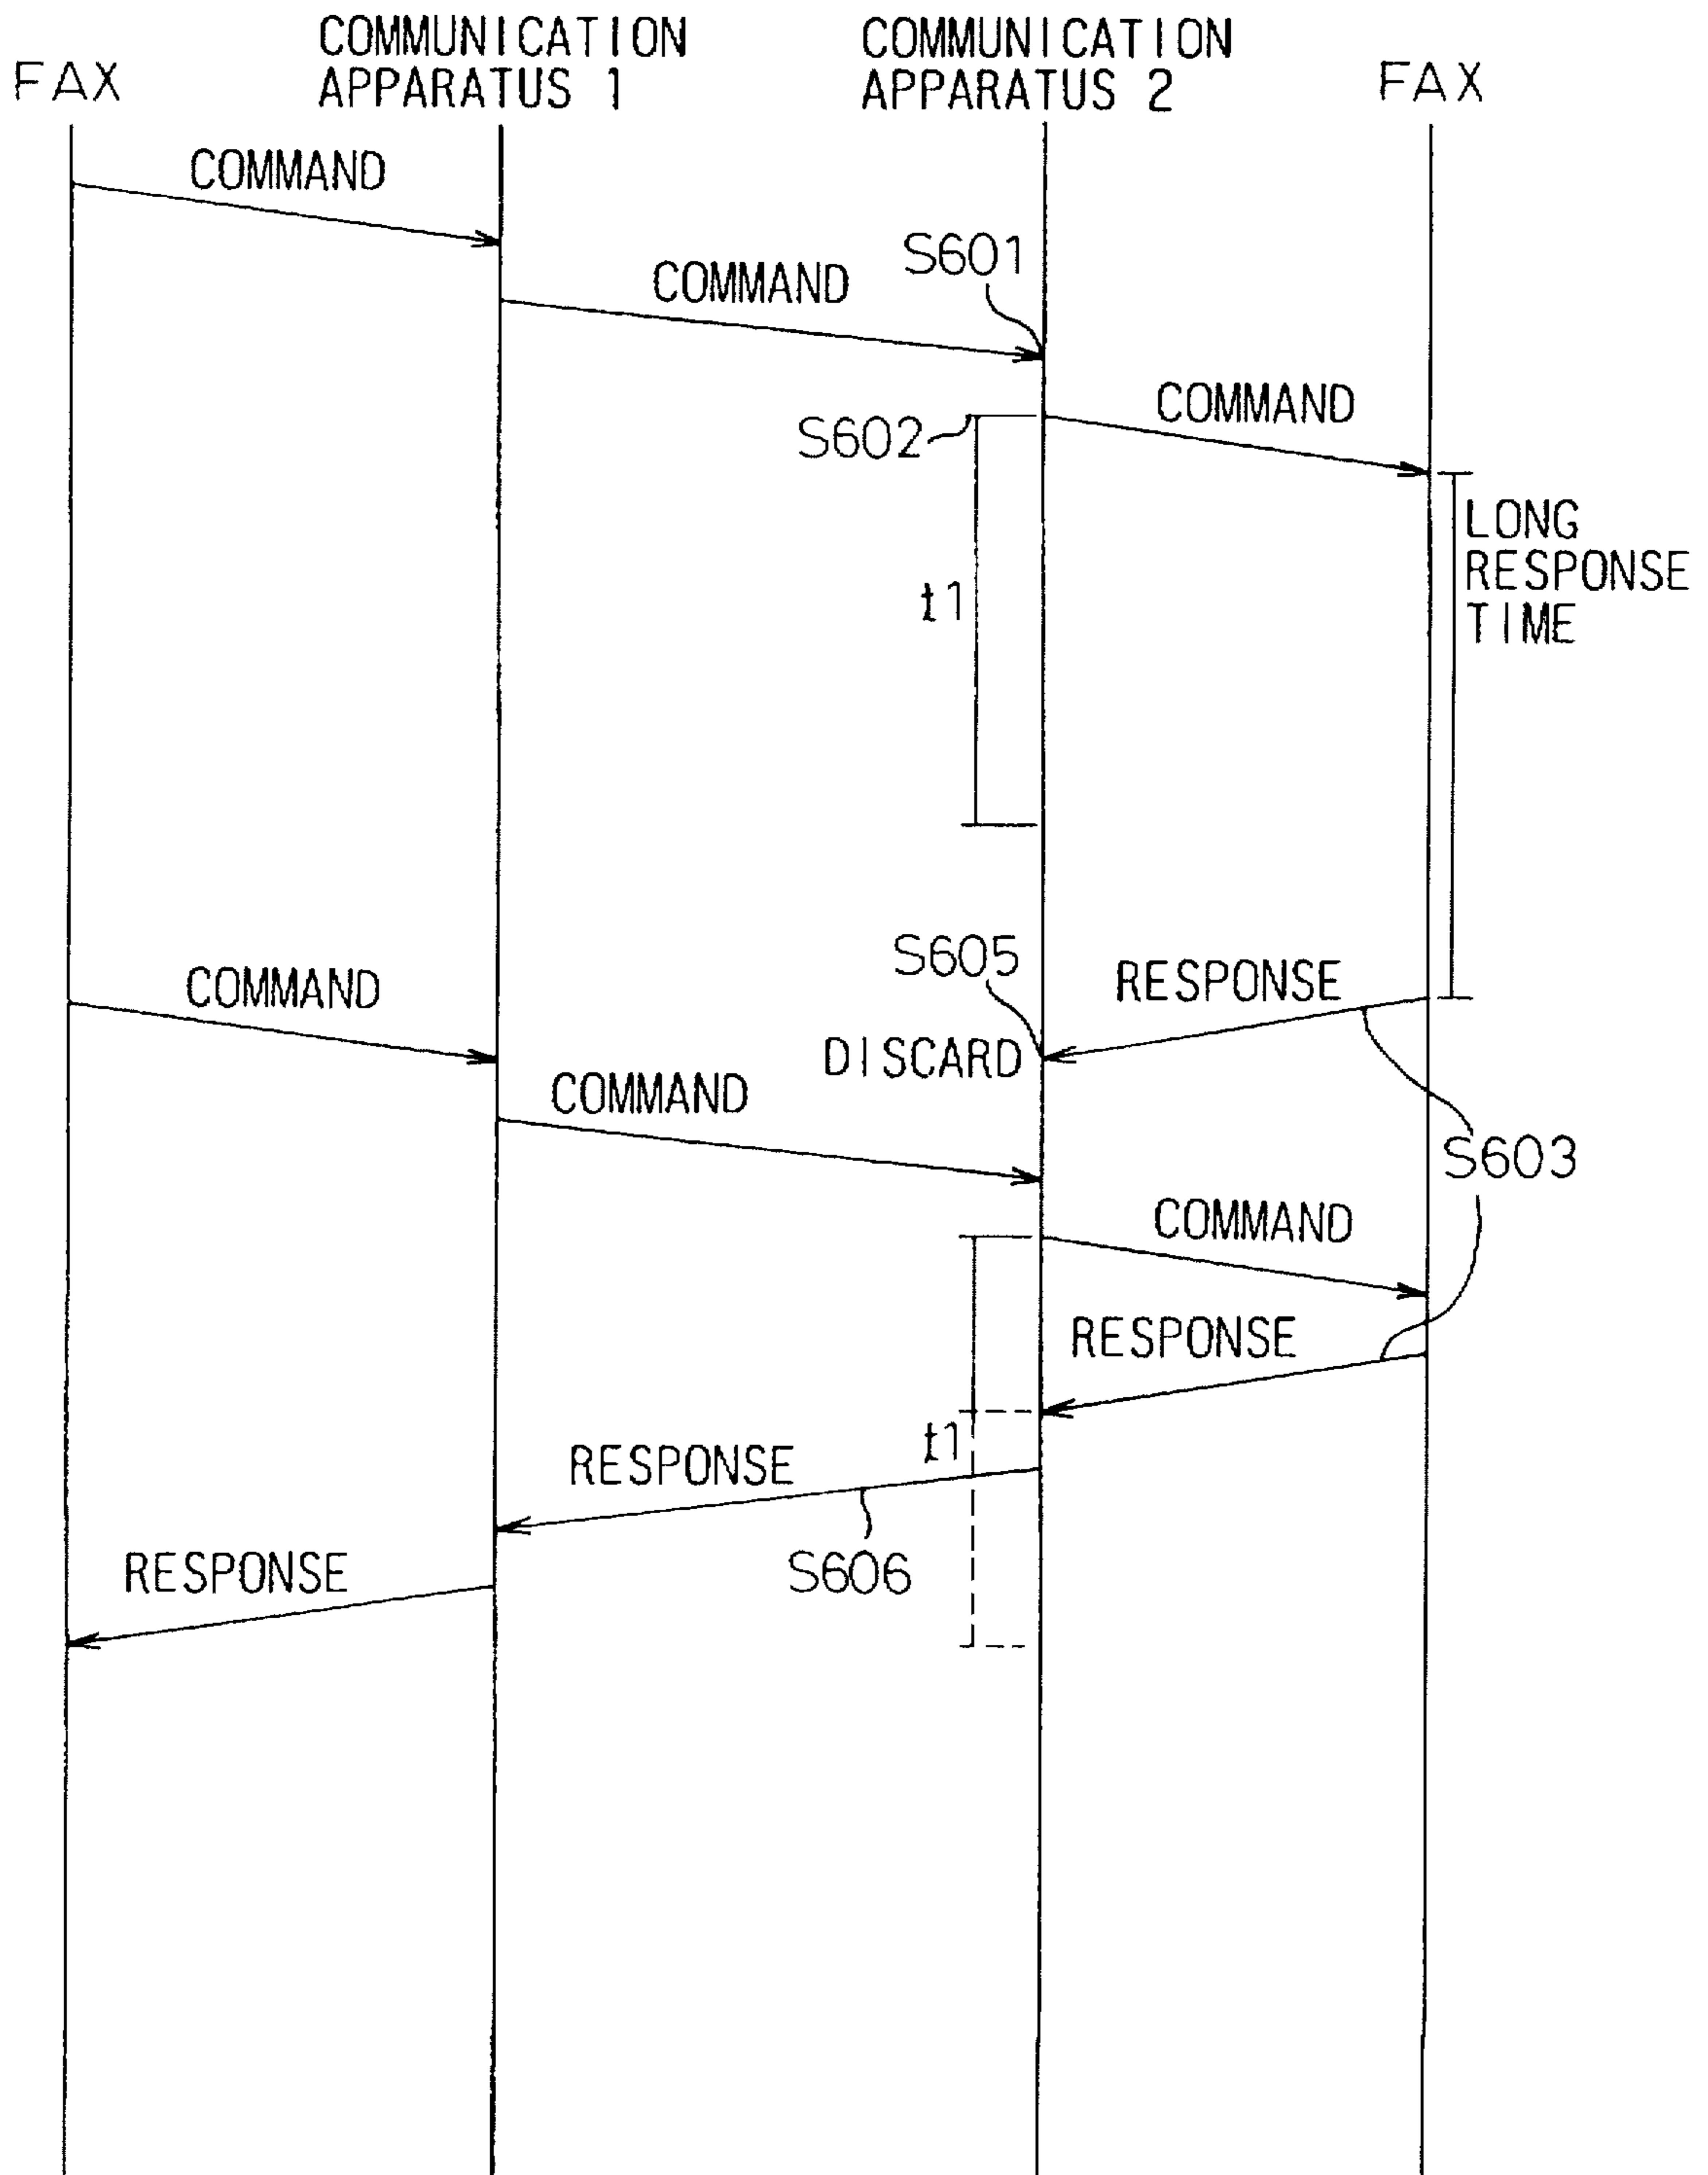 FAX
COMMUNICATION
APPARATUS 1
COMMUNICATION
APPARATUS 2
FAX
COMMAND
S601
COMMAND
COMMAND
S602
LONG
RESPONSE
TIME
t1
S605
RESPONSE
COMMAND
DISCARD
COMMAND
S603
COMMAND
RESPONSE
t1
RESPONSE
S606
RESPONSE